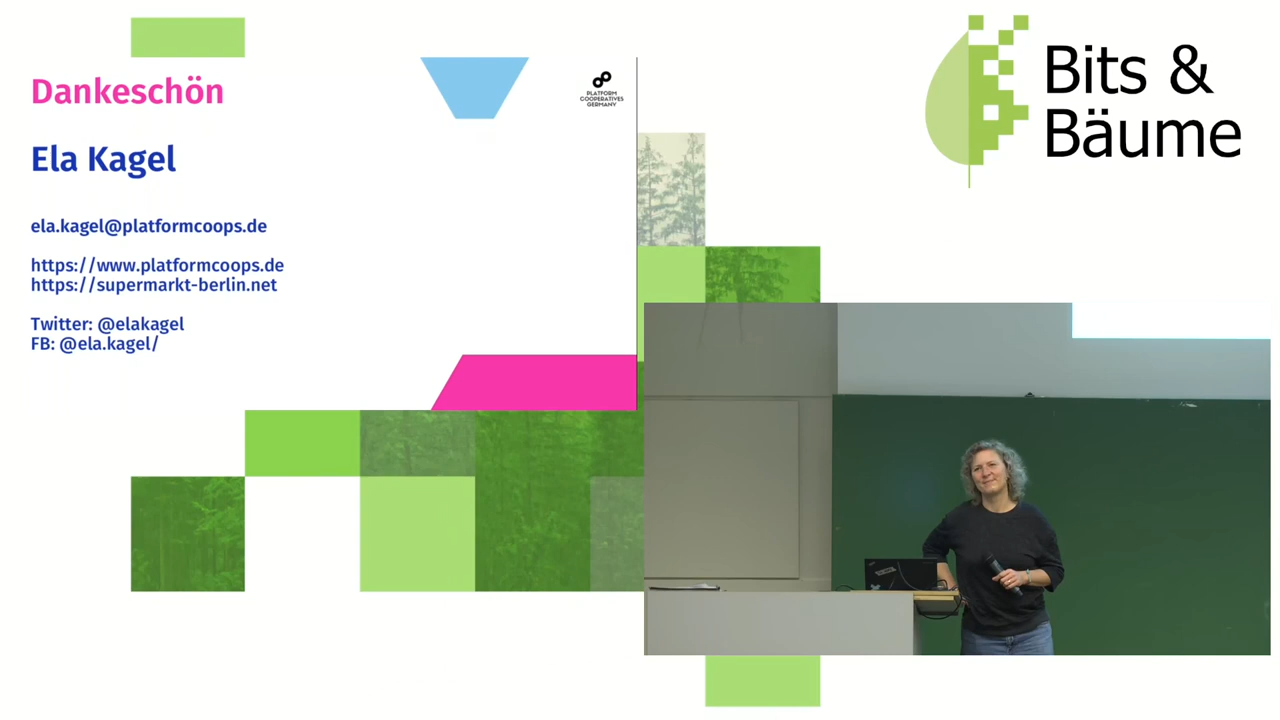 Dankeschön
Ela Kagel
ela.kagel@platformcoops.de
https://www.platformcoops.de
https://supermarkt-berlin.net
Twitter: @elakagel
FB: @ela.kagel/
PLATFORM
COOPERATIVES
GERMANY
Bits &
Bäume